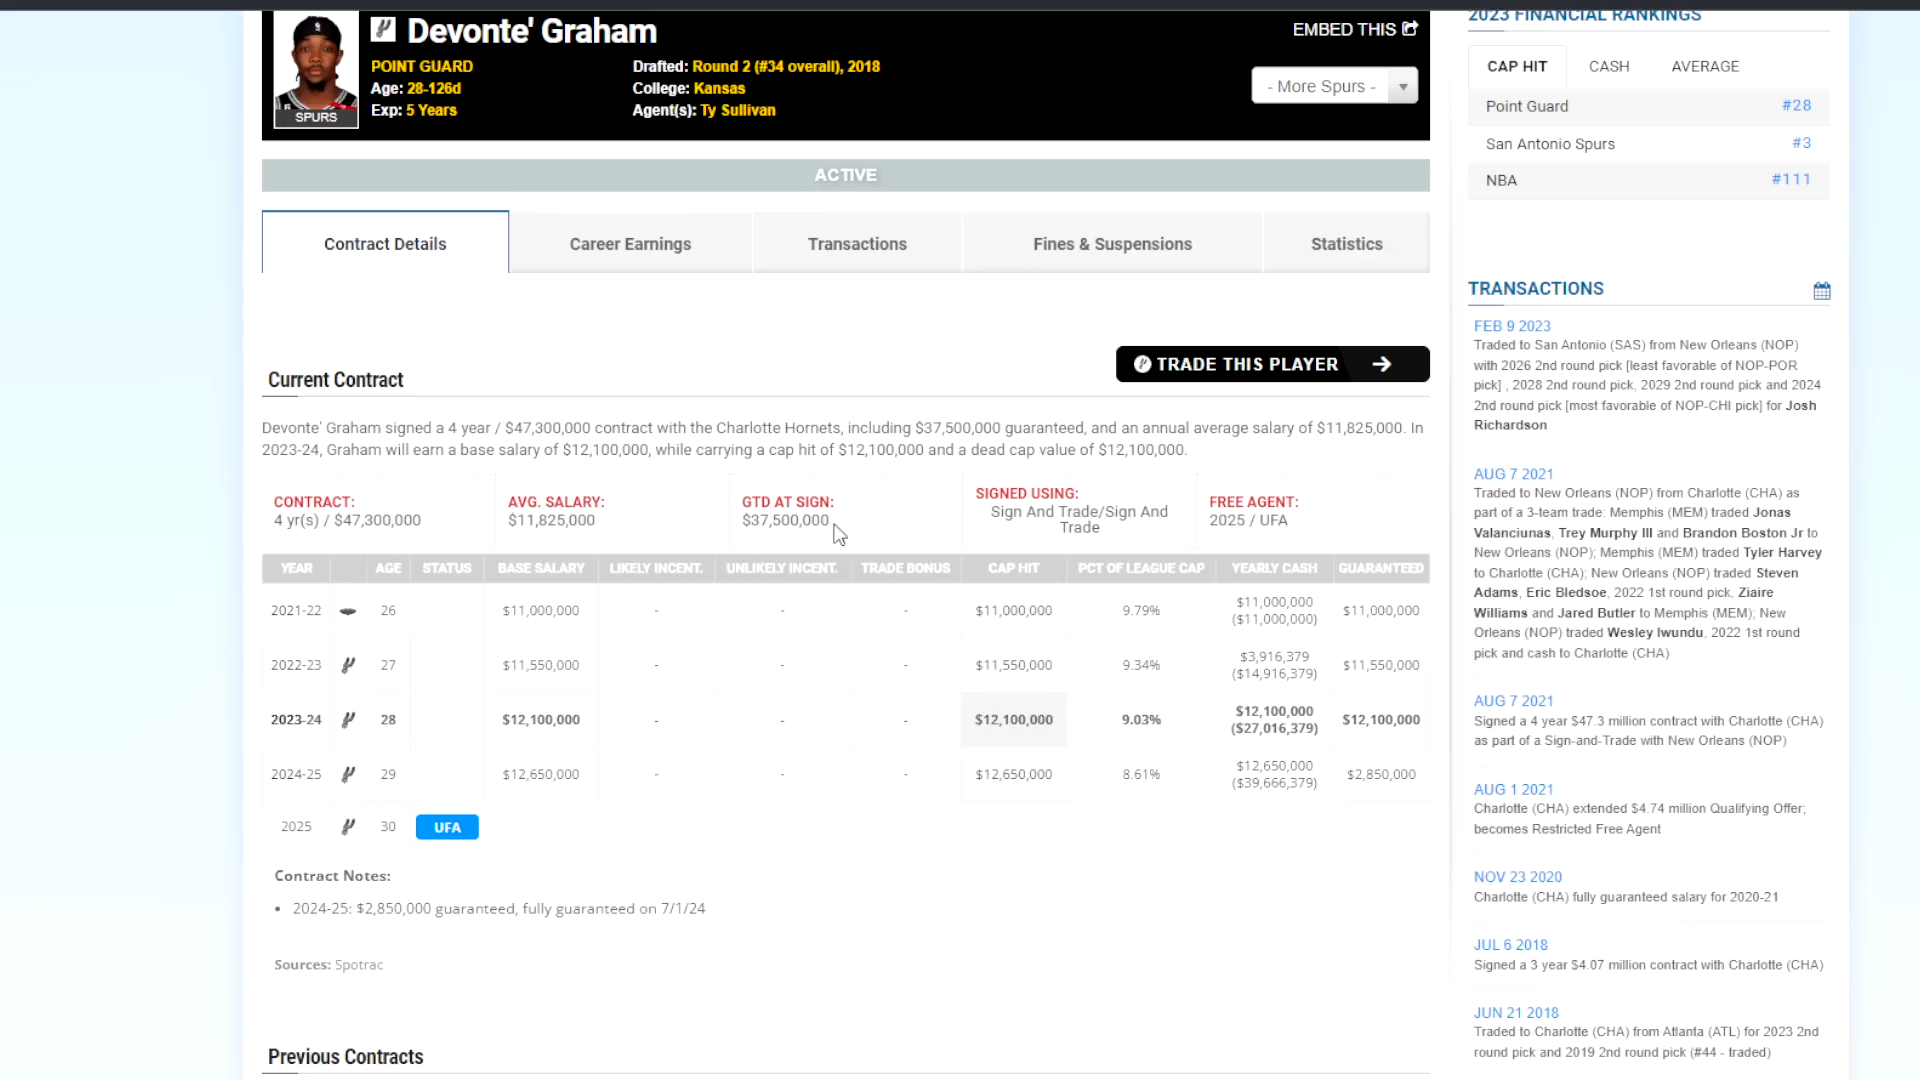 Devonte' Graham
EMBED THIS
POINT GUARD
Age: 28-126d
Exp: 5 Years
Drafted: Round 2 (#34 overall), 2018
College: Kansas
Agent(s): Ty Sullivan
SPURS
- More Spurs -
ACTIVE
Contract Details
Career Earnings
Transactions
Fines & Suspensions
Statistics
TRADE THIS PLAYER
Current Contract
Devonte' Graham signed a 4 year / $47,300,000 contract with the Charlotte Hornets, including $37,500,000 guaranteed, and an annual average salary of $11,825,000. In
2023-24, Graham will earn a base salary of $12,100,000, while carrying a cap hit of $12,100,000 and a dead cap value of $12,100,000.
CONTRACT:
4 yr(s) / $47,300,000
AVG. SALARY:
$11,825,000
GTD AT SIGN:
$37,500,000
SIGNED USING:
Sign And Trade/Sign And
Trade
FREE AGENT:
2025 / UFA
YEAR AGE STATUS BASE SALARY LIKELY INCENT. UNLIKELY INCENT. TRADE BONUS CAP HIT PCT OF LEAGUE CAP YEARLY CASH GUARANTEED
2021-22 26 $11,000,000 - - - $11,000,000 9.79% $11,000,000 ($11,000,000) $11,000,000
2022-23 27 $11,550,000 - - - $11,550,000 9.34% $3,916,379 ($14,916,379) $11,550,000
2023-24 28 $12,100,000 - - - $12,100,000 9.03% $12,100,000 ($27,016,379) $12,100,000
2024-25 29 $12,650,000 - - - $12,650,000 8.61% $12,650,000 ($39,666,379) $2,850,000
2025 30 UFA
Contract Notes:
• 2024-25: $2,850,000 guaranteed, fully guaranteed on 7/1/24
Sources: Spotrac
Previous Contracts
2023 FINANCIAL RANKINGS
CAP HIT
CASH
AVERAGE
Point Guard #28
San Antonio Spurs #3
NBA #111
TRANSACTIONS
FEB 9 2023
Traded to San Antonio (SAS) from New Orleans (NOP)
with 2026 2nd round pick [least favorable of NOP-POR
pick] , 2028 2nd round pick, 2029 2nd round pick and 2024
2nd round pick [most favorable of NOP-CHI pick] for Josh
Richardson
AUG 7 2021
Traded to New Orleans (NOP) from Charlotte (CHA) as
part of a 3-team trade: Memphis (MEM) traded Jonas
Valanciunas, Trey Murphy III and Brandon Boston Jr to
New Orleans (NOP); Memphis (MEM) traded Tyler Harvey
to Charlotte (CHA); New Orleans (NOP) traded Steven
Adams, Eric Bledsoe, 2022 1st round pick, Ziaire
Williams and Jared Butler to Memphis (MEM); New
Orleans (NOP) traded Wesley Iwundu, 2022 1st round
pick and cash to Charlotte (CHA)
AUG 7 2021
Signed a 4 year $47.3 million contract with Charlotte (CHA)
as part of a Sign-and-Trade with New Orleans (NOP)
AUG 1 2021
Charlotte (CHA) extended $4.74 million Qualifying Offer;
becomes Restricted Free Agent
NOV 23 2020
Charlotte (CHA) fully guaranteed salary for 2020-21
JUL 6 2018
Signed a 3 year $4.07 million contract with Charlotte (CHA)
JUN 21 2018
Traded to Charlotte (CHA) from Atlanta (ATL) for 2023 2nd
round pick and 2019 2nd round pick (#44 - traded)